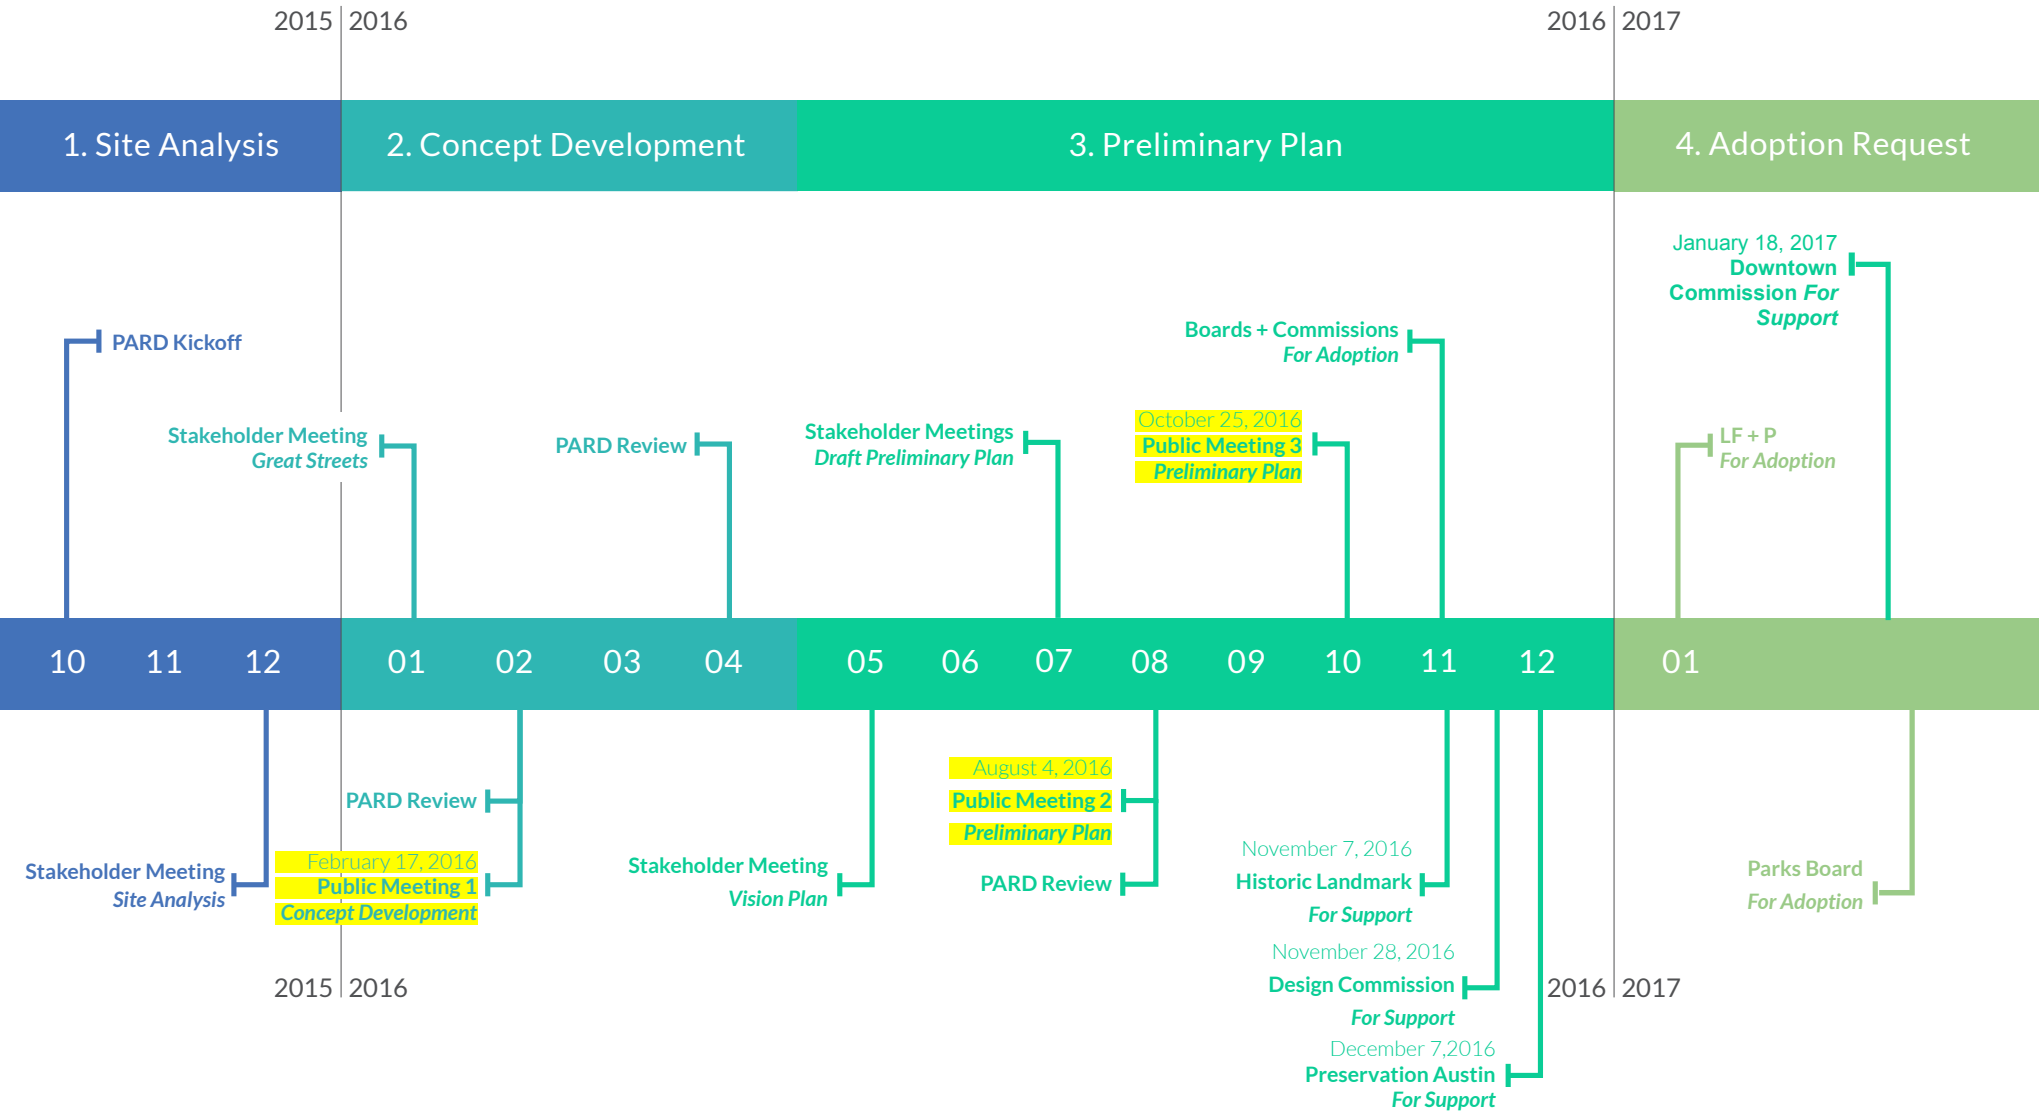 2015 2016
2016 2017
1. Site Analysis
2. Concept Development
3. Preliminary Plan
4. Adoption Request
January 18, 2017
Downtown
Commission For
Support
PARD Kickoff
Boards + Commissions
For Adoption
Stakeholder Meeting
Great Streets
PARD Review
Stakeholder Meetings
Draft Preliminary Plan
October 25, 2016
Public Meeting 3
Preliminary Plan
LF + P
For Adoption
10 11 12 01 02 03 04 05 06 07 08 09 10 11 12 01
PARD Review
Stakeholder Meeting
Site Analysis
February 17, 2016
Public Meeting 1
Concept Development
Stakeholder Meeting
Vision Plan
August 4, 2016
Public Meeting 2
Preliminary Plan
PARD Review
November 7, 2016
Historic Landmark
For Support
November 28, 2016
Design Commission
For Support
December 7,2016
Preservation Austin
For Support
Parks Board
For Adoption
2015 2016
2016 2017